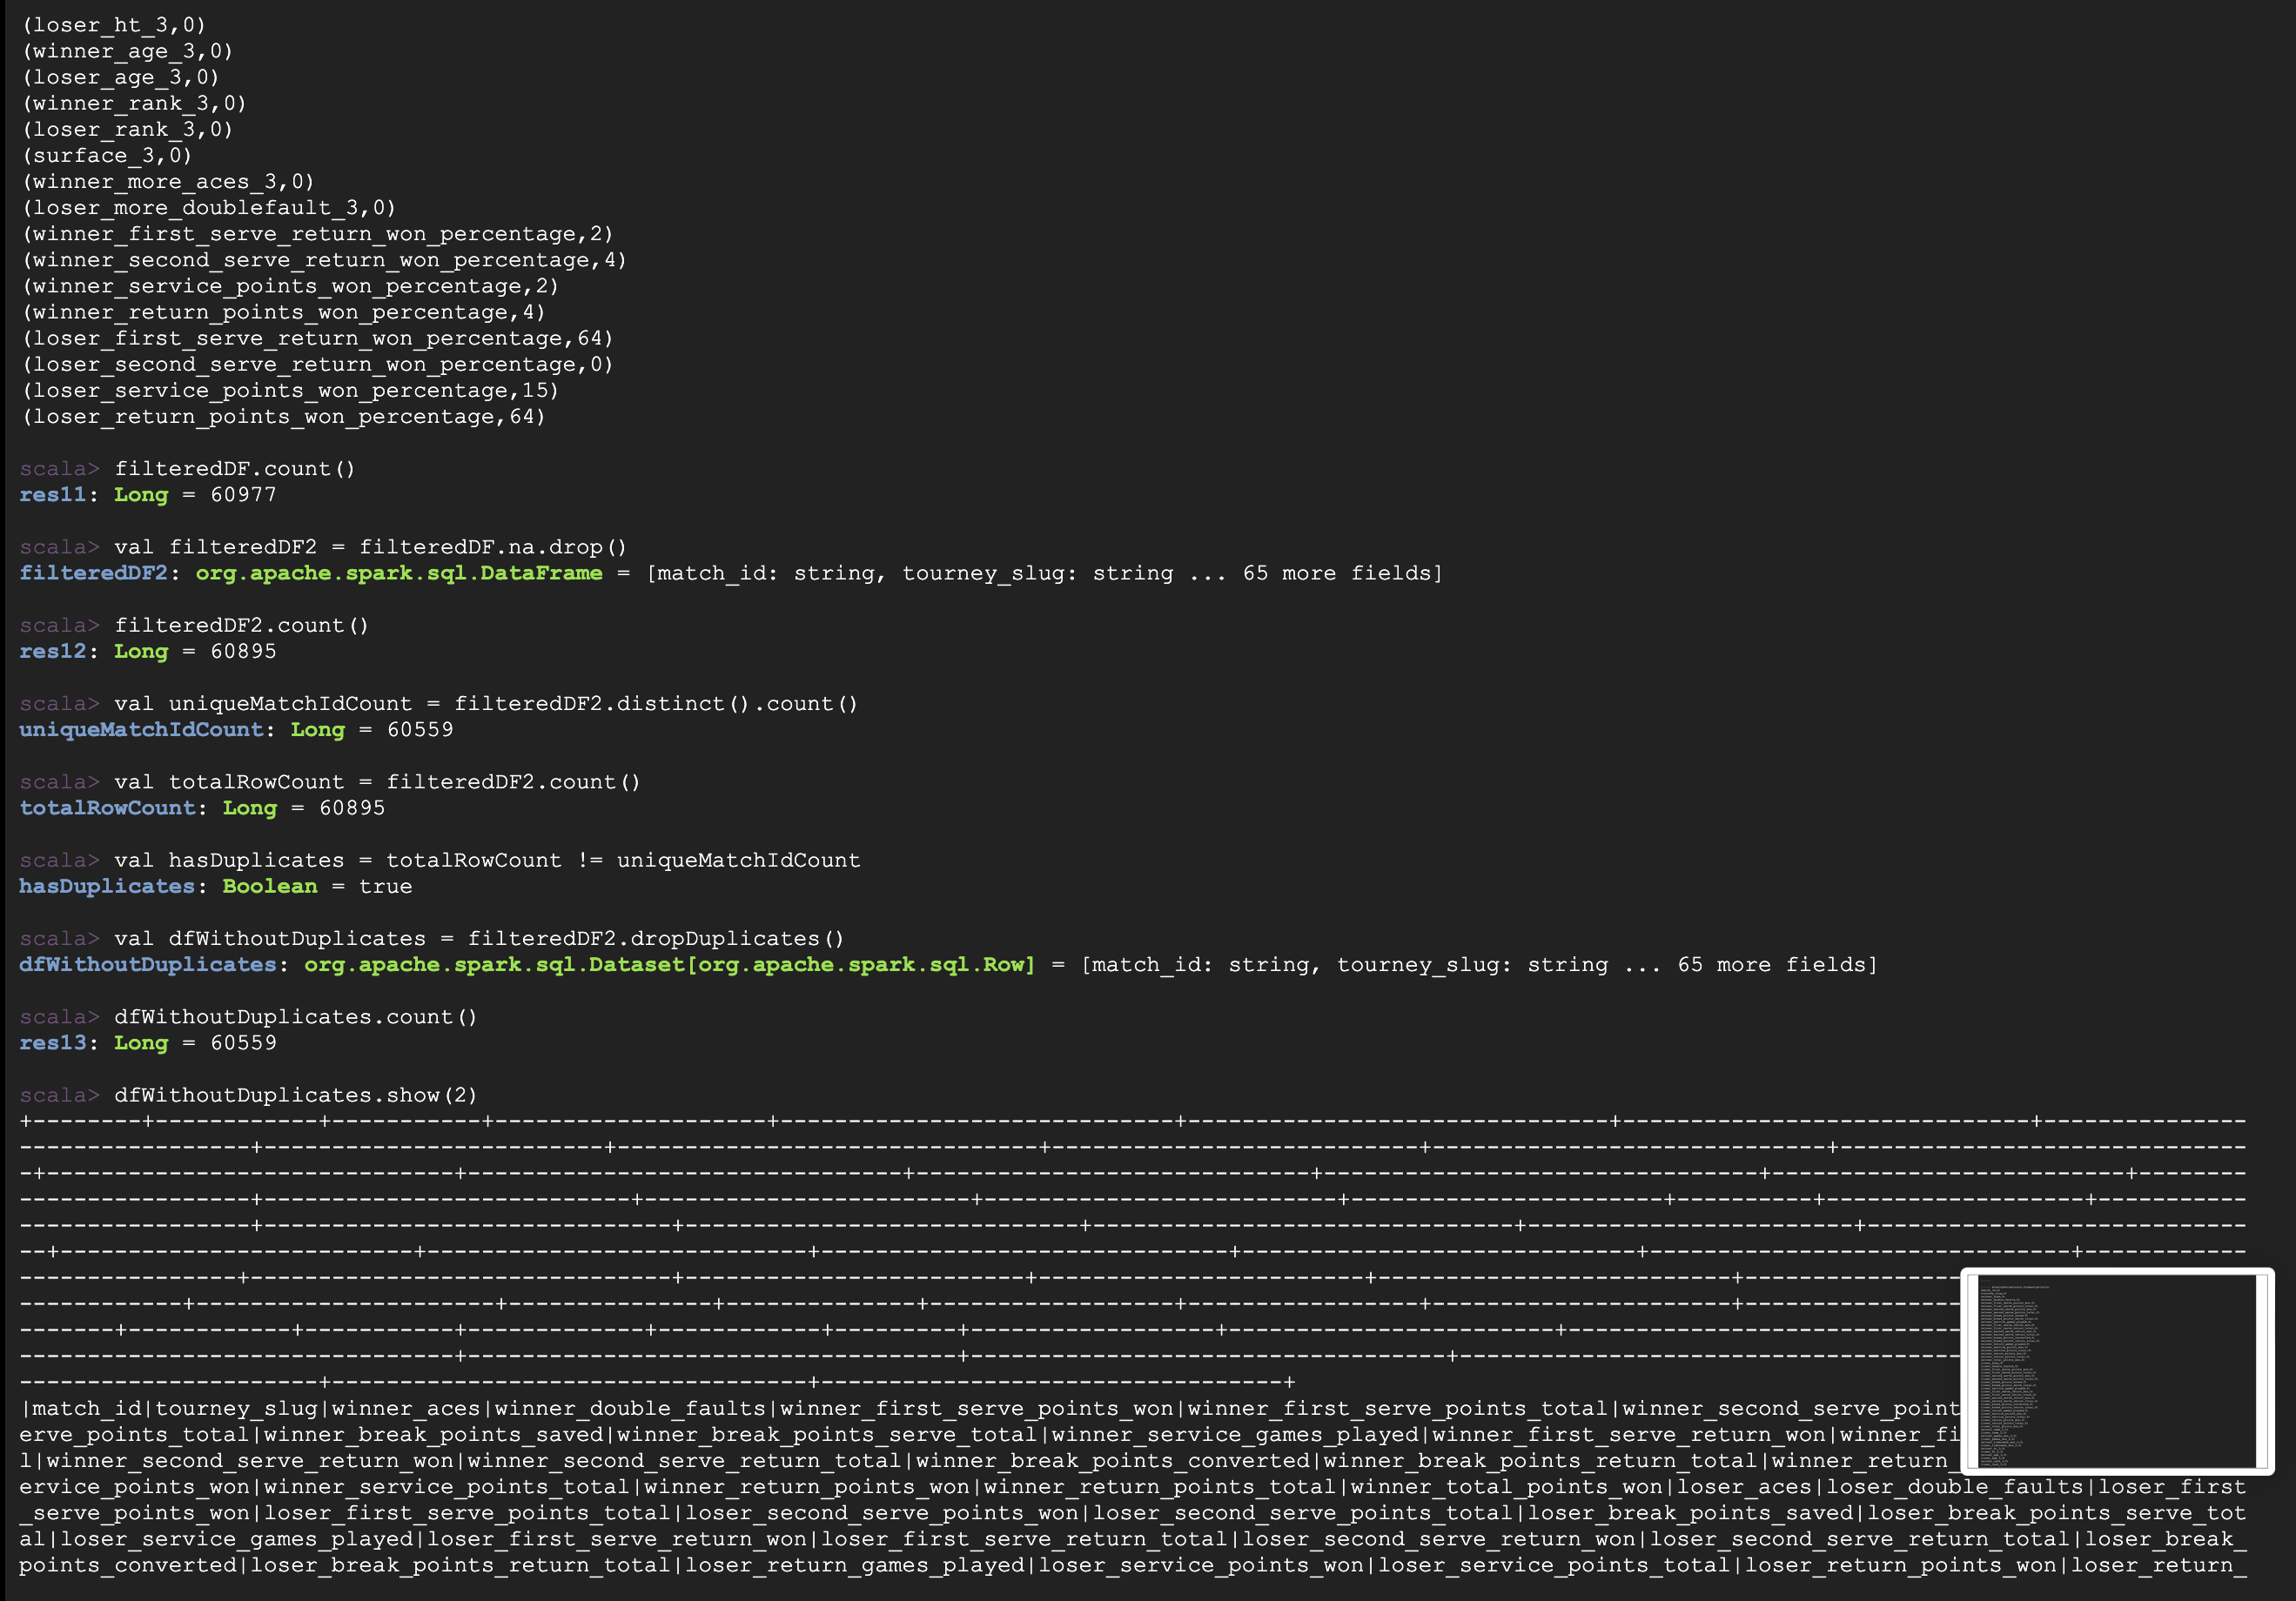 (loser_ht_3,0)
(winner_age_3,0)
(loser_age_3,0)
(winner_rank_3,0)
(loser_rank_3,0)
(surface_3,0)
(winner_more_aces_3,0)
(loser_more_doublefault_3,0)
(winner_first_serve_return_won_percentage,2)
(winner_second_serve_return_won_percentage,4)
(winner_service_points_won_percentage,2)
(winner_return_points_won_percentage,4)
(loser_first_serve_return_won_percentage,64)
(loser_second_serve_return_won_percentage,0)
(loser_service_points_won_percentage,15)
(loser_return_points_won_percentage,64)
scala> filteredDF.count()
res11: Long = 60977
scala> val filteredDF2 = filteredDF.na.drop()
filteredDF2: org.apache.spark.sql.DataFrame = [match_id: string, tourney_slug: string ... 65 more fields]
scala> filteredDF2.count()
res12: Long = 60895
scala> val uniqueMatchIdCount = filteredDF2.distinct().count()
uniqueMatchIdCount: Long = 60559
scala> val totalRowCount = filteredDF2.count()
totalRowCount: Long = 60895
scala> val hasDuplicates = totalRowCount != uniqueMatchIdCount
hasDuplicates: Boolean = true
scala> val dfWithoutDuplicates = filteredDF2.dropDuplicates()
dfWithoutDuplicates: org.apache.spark.sql.Dataset[org.apache.spark.sql.Row] = [match_id: string, tourney_slug: string ... 65 more fields]
scala> dfWithoutDuplicates.count()
res13: Long = 60559
scala> dfWithoutDuplicates.show(2)
|match_id|tourney_slug|winner_aces|winner_double_faults|winner_first_serve_points_won|winner_first_serve_points_total|winner_second_serve_point
erve_points_total|winner_break_points_saved|winner_break_points_serve_total|winner_service_games_played|winner_first_serve_return_won|winner_fi
l|winner_second_serve_return_won|winner_second_serve_return_total|winner_break_points_converted|winner_break_points_return_total|winner_return_
ervice_points_won|winner_service_points_total|winner_return_points_won|winner_return_points_total|winner_total_points_won|loser_aces|loser_double_faults|loser_first
_serve_points_won|loser_first_serve_points_total|loser_second_serve_points_won|loser_second_serve_points_total|loser_break_points_saved|loser_break_points_serve_tot
al|loser_service_games_played|loser_first_serve_return_won|loser_first_serve_return_total|loser_second_serve_return_won|loser_second_serve_return_total|loser_break_
points_converted|loser_break_points_return_total|loser_return_games_played|loser_service_points_won|loser_service_points_total|loser_return_points_won|loser_return_